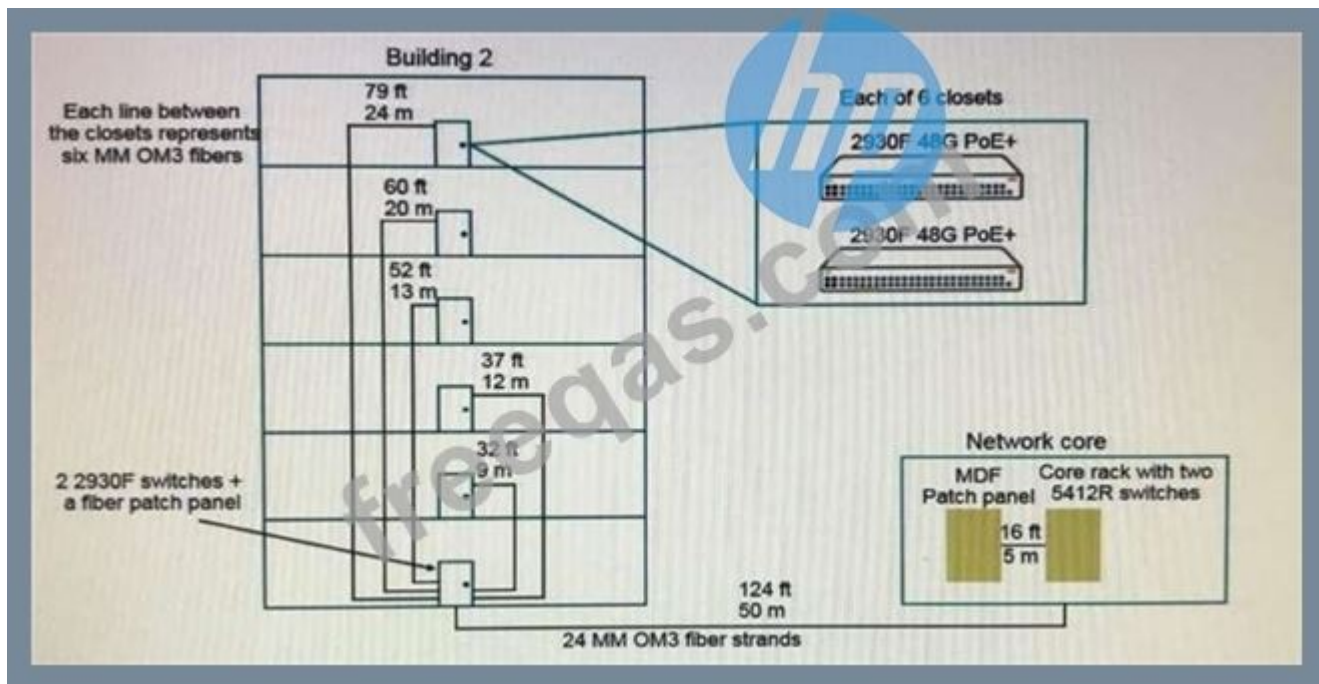 Building 2
79 ft
24 m
Each line between
the closets represents
six MM OM3 fibers
Each of 6 closets
2930F 48G PoE+
2930F 48G PoE+
60 ft
20 m
52 ft
13 m
37 ft
12 m
32 ft
9 m
2 2930F switches +
a fiber patch panel
Network core
MDF
Patch panel
Core rack with two
5412R switches
16 ft
5 m
124 ft
50 m
24 MM OM3 fiber strands
hp
freeqas.com